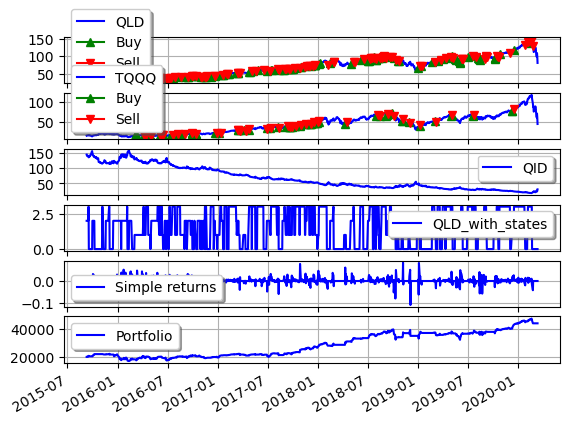 QLD
Buy
Sell
150
100
50
TQQQ
Buy
Sell
100
50
150
100
50
QID
2.5
0.0
QLD_with_states
0.0
−0.1
Simple returns
40000
20000
Portfolio
2015-07
2016-01
2016-07
2017-01
2017-07
2018-01
2018-07
2019-01
2019-07
2020-01